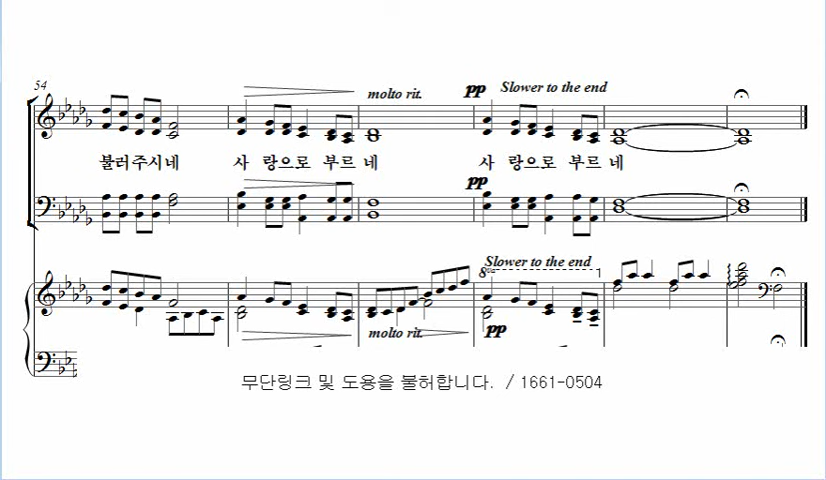 54
molto rit.
pp Slower to the end
불러주시네 사 랑으로 부르 네 사 랑으로 부르 네
pp
Slower to the end
8
molto rit.
pp
무단링크 및 도용을 불허합니다. / 1661-0504